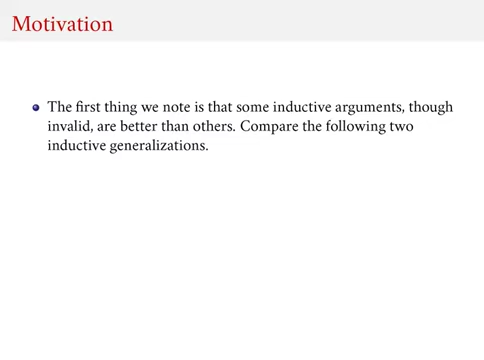 Motivation
The first thing we note is that some inductive arguments, though
invalid, are better than others. Compare the following two
inductive generalizations.